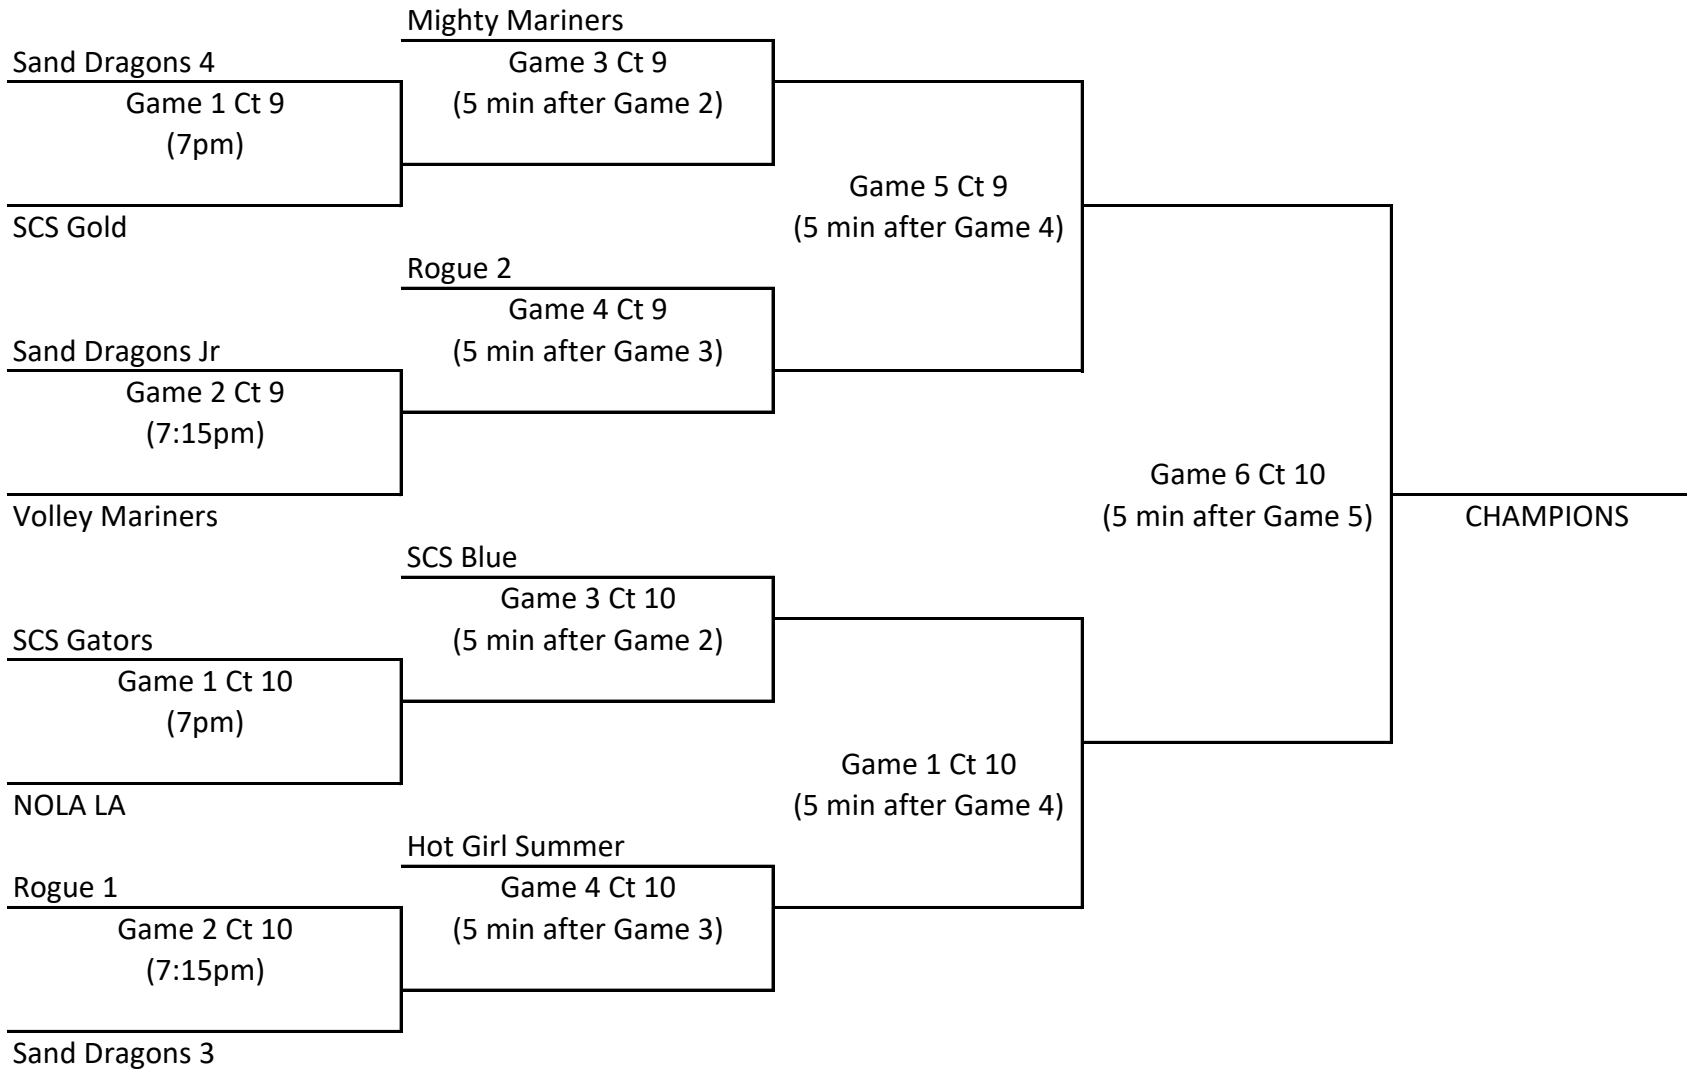 Mighty Mariners
Sand Dragons 4
Game 3 Ct 9
(5 min after Game 2)
Game 1 Ct 9
(7pm)
Game 5 Ct 9
(5 min after Game 4)
SCS Gold
Rogue 2
Game 4 Ct 9
(5 min after Game 3)
Sand Dragons Jr
Game 2 Ct 9
(7:15pm)
Game 6 Ct 10
(5 min after Game 5)
CHAMPIONS
Volley Mariners
SCS Blue
Game 3 Ct 10
(5 min after Game 2)
SCS Gators
Game 1 Ct 10
(7pm)
Game 1 Ct 10
(5 min after Game 4)
NOLA LA
Hot Girl Summer
Rogue 1
Game 4 Ct 10
(5 min after Game 3)
Game 2 Ct 10
(7:15pm)
Sand Dragons 3